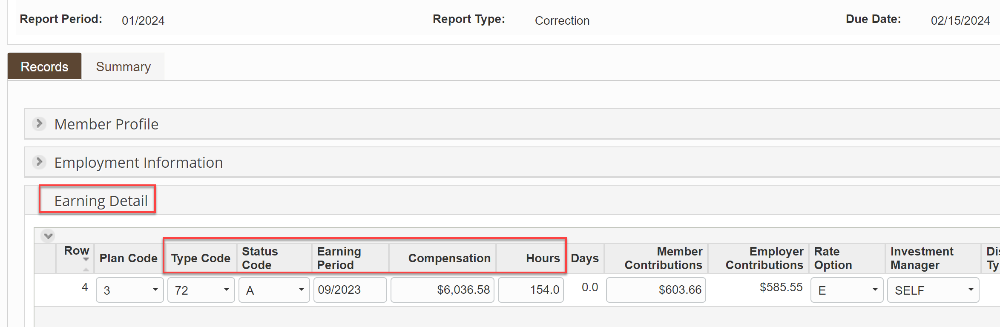 Report Period: 01/2024 Report Type: Correction Due Date: 02/15/2024
Records Summary
Member Profile
Employment Information
Earning Detail
Row Plan Code Type Code Status Code Earning Period Compensation Hours Days Member Contributions Employer Contributions Rate Option Investment Manager
4 3 72 A 09/2023 $6,036.58 154.0 0.0 $603.66 $585.55 E SELF